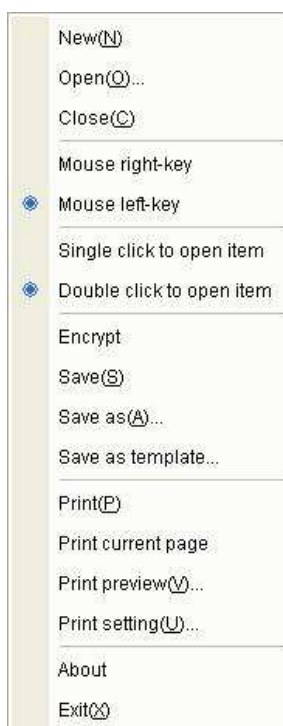 New(N)
Open(O)...
Close(C)
Mouse right-key
Mouse left-key
Single click to open item
Double click to open item
Encrypt
Save(S)
Save as(A)...
Save as template...
Print(P)
Print current page
Print preview(V)...
Print setting(U)...
About
Exit(X)